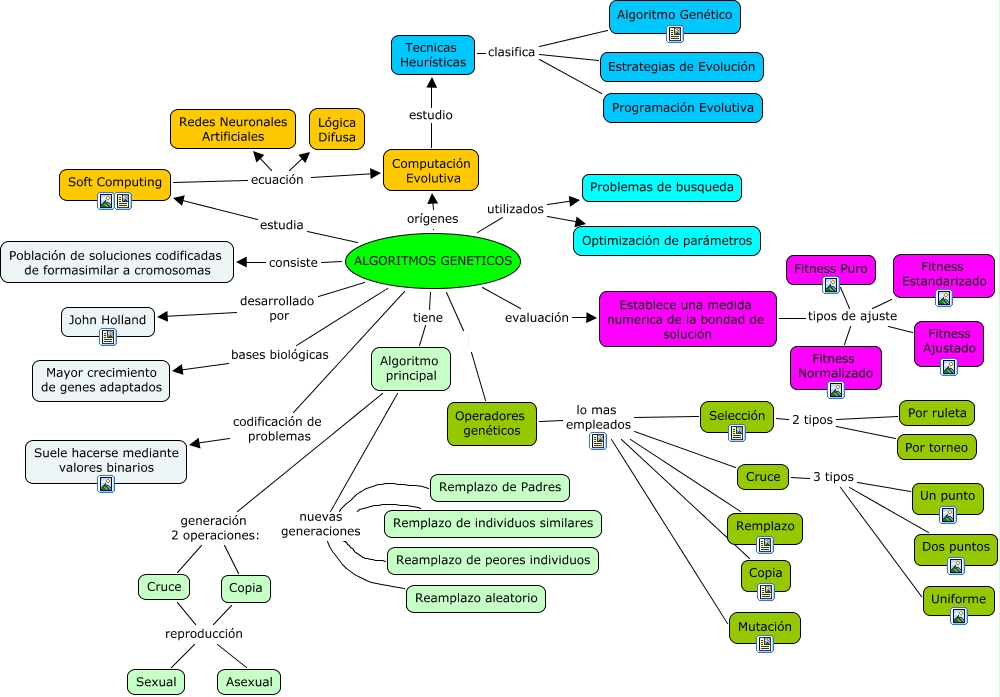 Algoritmo Genético
Tecnicas
Heurísticas
clasifica
Estrategias de Evolución
Programación Evolutiva
estudio
Redes Neuronales
Artificiales
Lógica
Difusa
Computación
Evolutiva
Soft Computing
ecuación
Problemas de busqueda
utilizados
orígenes
estudia
Optimización de parámetros
ALGORITMOS GENETICOS
Población de soluciones codificadas
de formasimilar a cromosomas
consiste
Fitness Puro
Fitness
Estandarizado
desarrollado
por
John Holland
tiene
evaluación
Establece una medida
numerica de la bondad de
solución
tipos de ajuste
Fitness
Ajustado
bases biológicas
Mayor crecimiento
de genes adaptados
Algoritmo
principal
Fitness
Normalizado
codificación de
problemas
Operadores
genéticos
lo mas
empleados
Selección
2 tipos
Por ruleta
Por torneo
Suele hacerse mediante
valores binarios
Cruce
3 tipos
Un punto
Dos puntos
Uniforme
Remplazo
Copia
Mutación
nuevas
generaciones
Remplazo de Padres
Remplazo de individuos similares
Reamplazo de peores individuos
Reamplazo aleatorio
generación
2 operaciones:
Cruce
Copia
reproducción
Sexual
Asexual